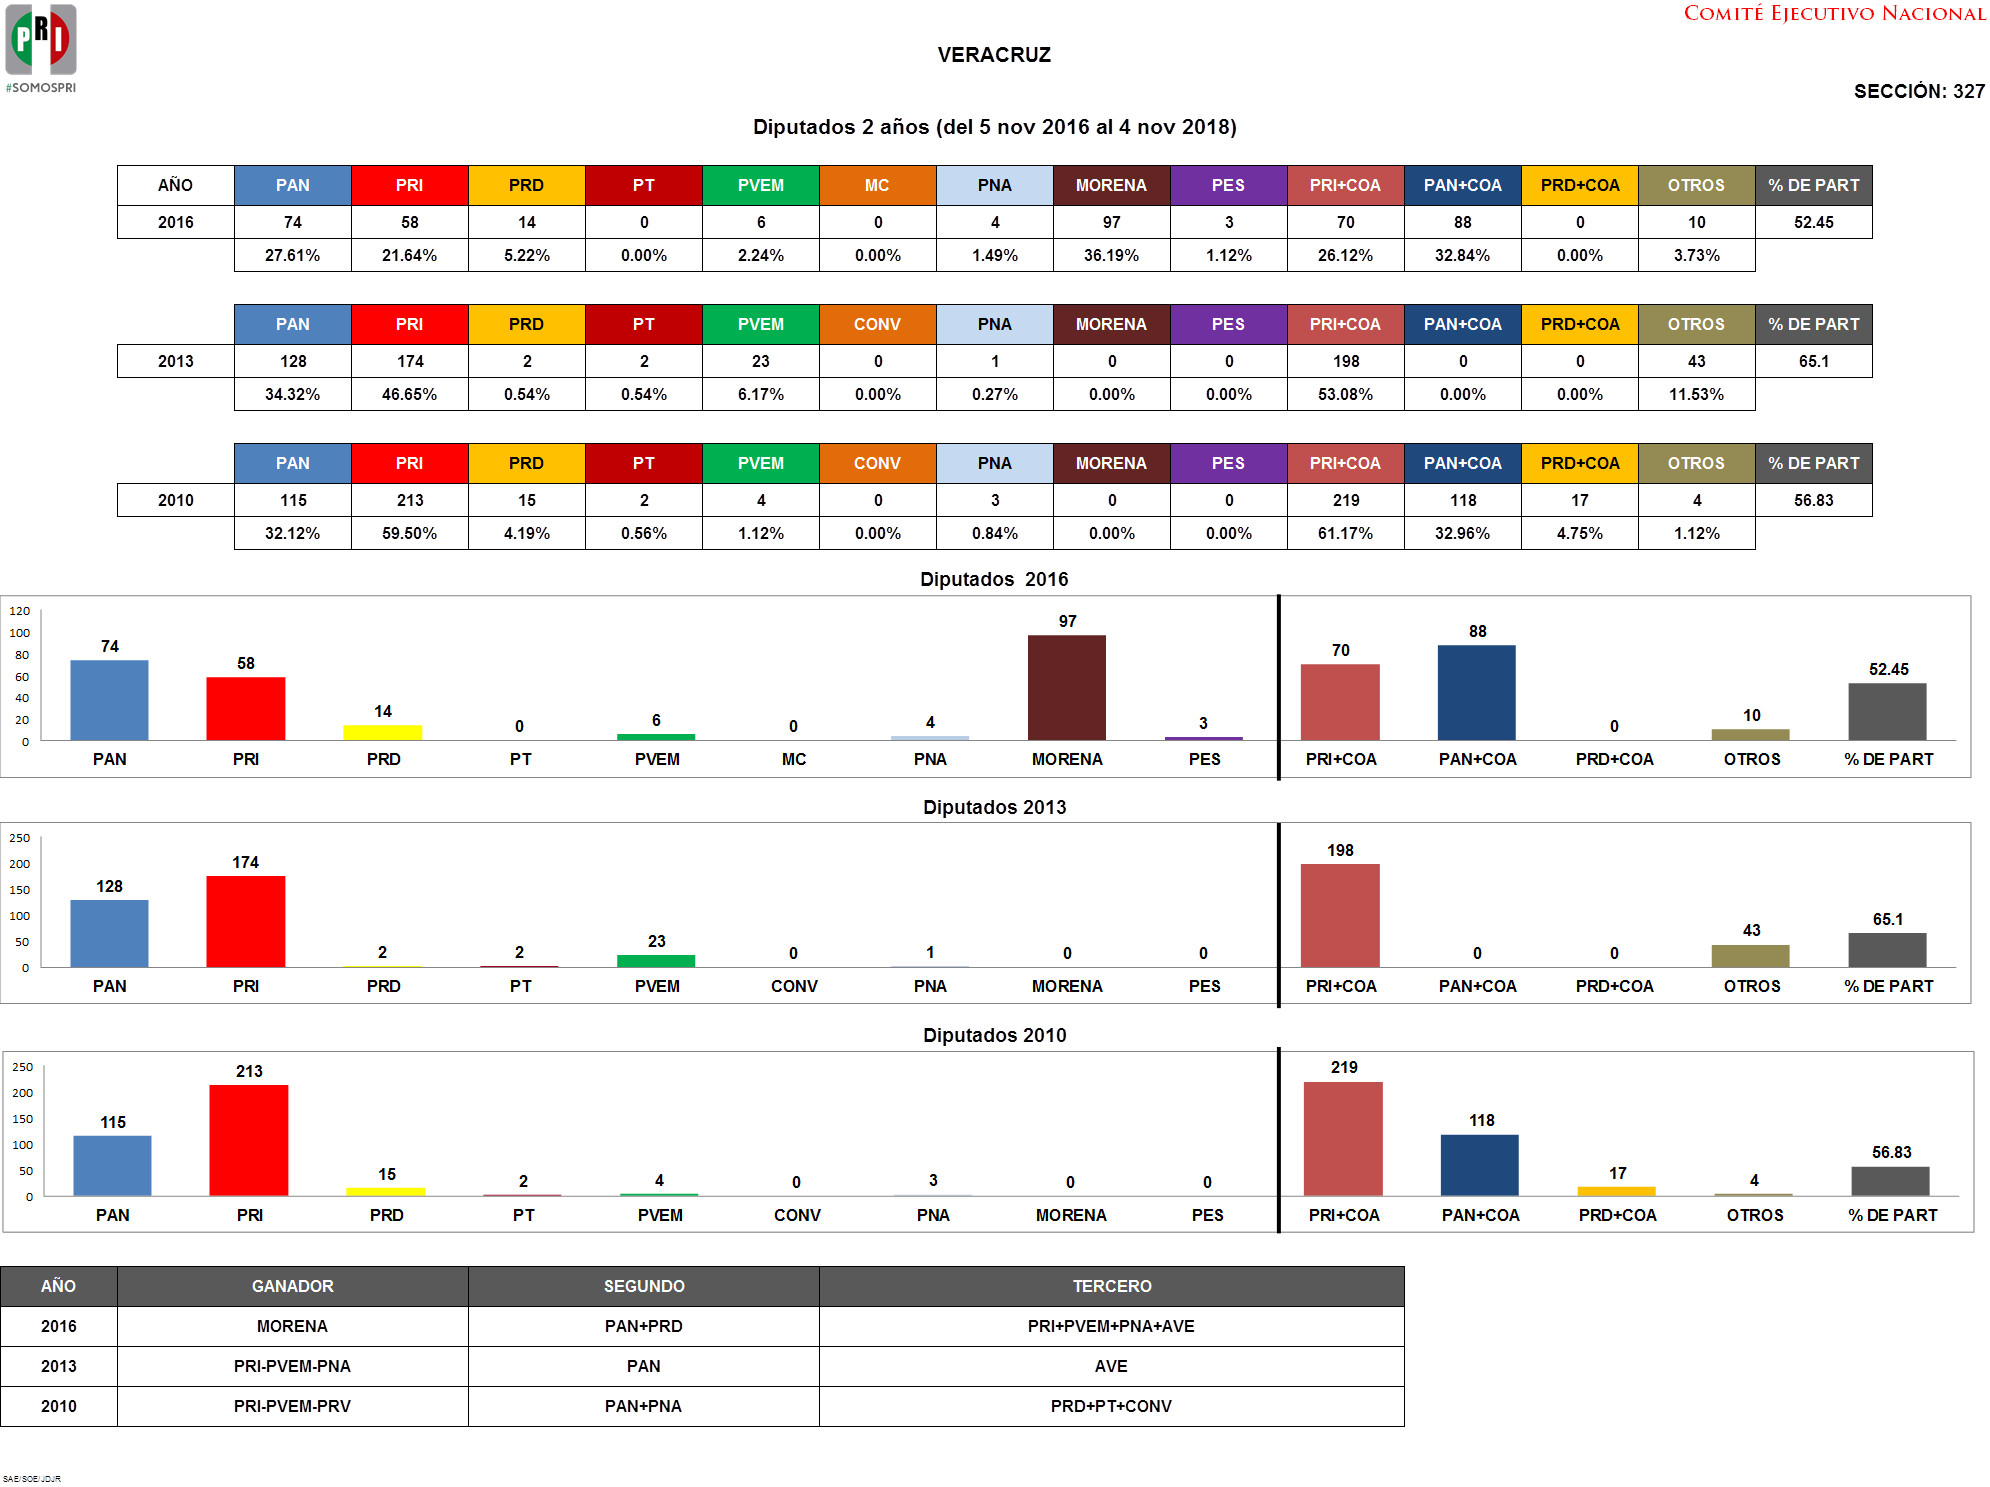 COMITÉ EJECUTIVO NACIONAL
PRI
#SOMOSPRI
VERACRUZ
SECCIÓN: 327
Diputados 2 años (del 5 nov 2016 al 4 nov 2018)
AÑO PAN PRI PRD PT PVEM MC PNA MORENA PES PRI+COA PAN+COA PRD+COA OTROS % DE PART
2016 74 58 14 0 6 0 4 97 3 70 88 0 10 52.45
27.61% 21.64% 5.22% 0.00% 2.24% 0.00% 1.49% 36.19% 1.12% 26.12% 32.84% 0.00% 3.73%
PAN PRI PRD PT PVEM CONV PNA MORENA PES PRI+COA PAN+COA PRD+COA OTROS % DE PART
2013 128 174 2 2 23 0 1 0 0 198 0 0 43 65.1
34.32% 46.65% 0.54% 0.54% 6.17% 0.00% 0.27% 0.00% 0.00% 53.08% 0.00% 0.00% 11.53%
PAN PRI PRD PT PVEM CONV PNA MORENA PES PRI+COA PAN+COA PRD+COA OTROS % DE PART
2010 115 213 15 2 4 0 3 0 0 219 118 17 4 56.83
32.12% 59.50% 4.19% 0.56% 1.12% 0.00% 0.84% 0.00% 0.00% 61.17% 32.96% 4.75% 1.12%
Diputados 2016
120
100
80
60
40
20
0
74 58 14 0 6 0 4 97 3 70 88 0 10 52.45
PAN PRI PRD PT PVEM MC PNA MORENA PES PRI+COA PAN+COA PRD+COA OTROS % DE PART
Diputados 2013
250
200
150
100
50
0
128 174 2 2 23 0 1 0 0 198 0 0 43 65.1
PAN PRI PRD PT PVEM CONV PNA MORENA PES PRI+COA PAN+COA PRD+COA OTROS % DE PART
Diputados 2010
250
200
150
100
50
0
115 213 15 2 4 0 3 0 0 219 118 17 4 56.83
PAN PRI PRD PT PVEM CONV PNA MORENA PES PRI+COA PAN+COA PRD+COA OTROS % DE PART
AÑO GANADOR SEGUNDO TERCERO
2016 MORENA PAN+PRD PRI+PVEM+PNA+AVE
2013 PRI-PVEM-PNA PAN AVE
2010 PRI-PVEM-PRV PAN+PNA PRD+PT+CONV
SAE/SOE/JDJR